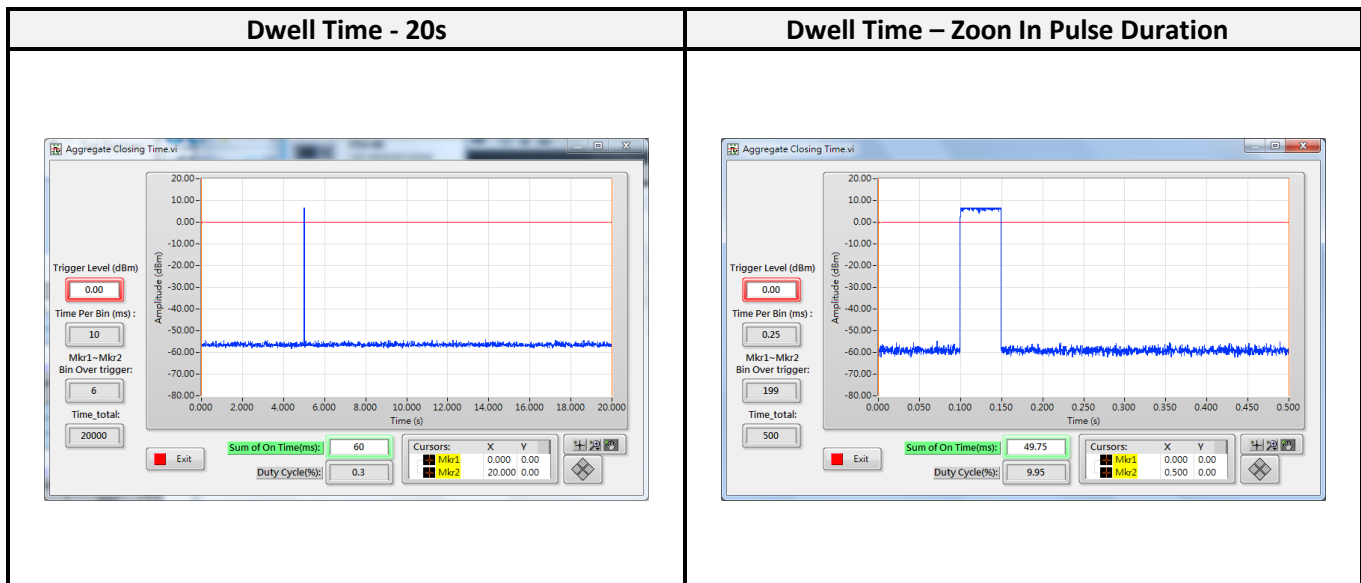 Dwell Time - 20s
Dwell Time – Zoon In Pulse Duration
Aggregate Closing Time.vi
20.00
10.00
0.00
-10.00
-20.00
-30.00
-40.00
-50.00
-60.00
-70.00
-80.00
Amplitude (dBm)
0.000 2.000 4.000 6.000 8.000 10.000 12.000 14.000 16.000 18.000 20.000
Time (s)
Trigger Level (dBm)
0.00
Time Per Bin (ms) :
10
Mkr1~Mkr2
Bin Over trigger:
6
Time_total:
20000
Exit
Sum of On Time(ms): 60
Duty Cycle(%): 0.3
Cursors: X Y
Mkr1 0.000 0.00
Mkr2 20.000 0.00
Aggregate Closing Time.vi
20.00
10.00
0.00
-10.00
-20.00
-30.00
-40.00
-50.00
-60.00
-70.00
-80.00
Amplitude (dBm)
0.000 0.050 0.100 0.150 0.200 0.250 0.300 0.350 0.400 0.450 0.500
Time (s)
Trigger Level (dBm)
0.00
Time Per Bin (ms) :
0.25
Mkr1~Mkr2
Bin Over trigger:
199
Time_total:
500
Exit
Sum of On Time(ms): 49.75
Duty Cycle(%): 9.95
Cursors: X Y
Mkr1 0.000 0.00
Mkr2 0.500 0.00